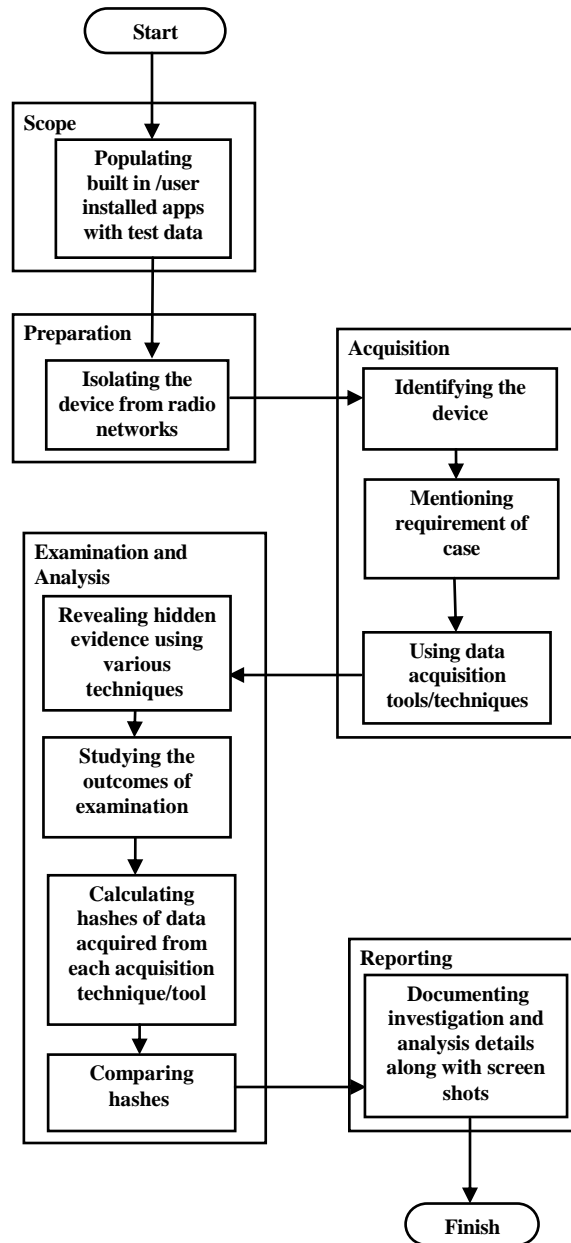 Start
Scope
Populating
built in /user
installed apps
with test data
Preparation
Isolating the
device from radio
networks
Acquisition
Identifying the
device
Mentioning
requirement of
case
Using data
acquisition
tools/techniques
Examination and
Analysis
Revealing hidden
evidence using
various
techniques
Studying the
outcomes of
examination
Calculating
hashes of data
acquired from
each acquisition
technique/tool
Comparing
hashes
Reporting
Documenting
investigation and
analysis details
along with screen
shots
Finish